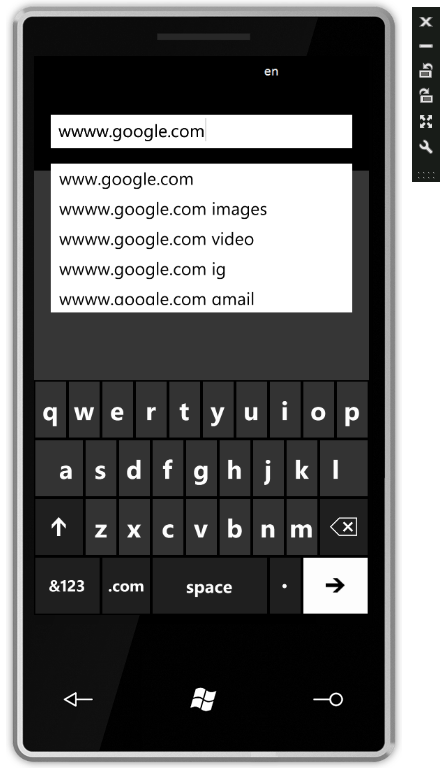 en
wwww.google.com
www.google.com
wwww.google.com images
wwww.google.com video
wwww.google.com ig
wwww.google.com gmail
q w e r t y u i o p
a s d f g h j k l
z x c v b n m
&123 .com space .